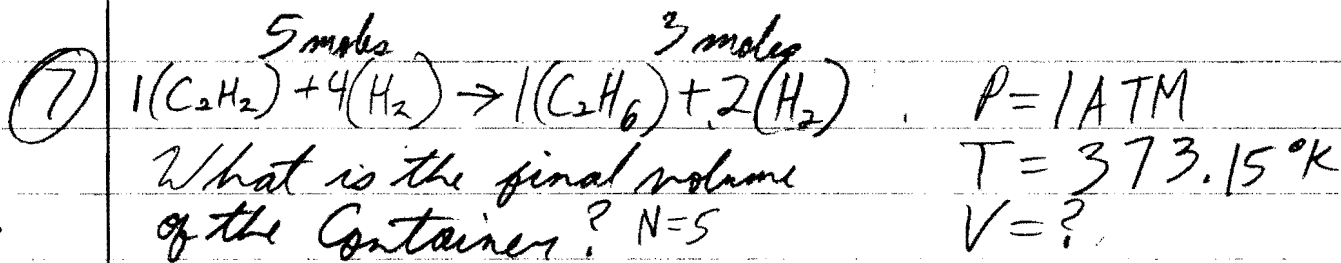 5 moles 3 moles
7 1(C₂H₂) + 4(H₂) → 1(C₂H₆) + 2(H₂) P = 1 ATM
What is the final volume T = 373.15°K
of the Container? N=5 V = ?